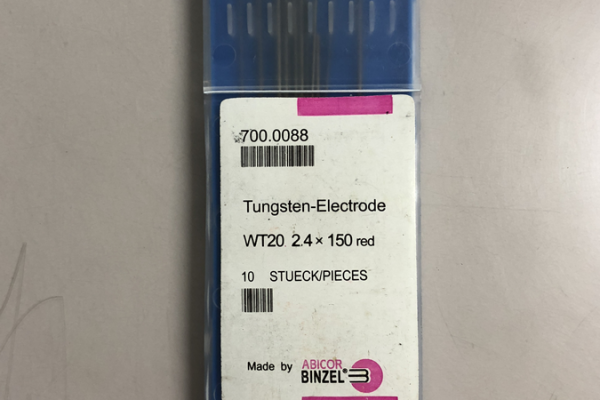 700.0088
Tungsten-Electrode
WT20 2.4 × 150 red
10 STUECK/PIECES
Made by ABICOR
BINZEL®